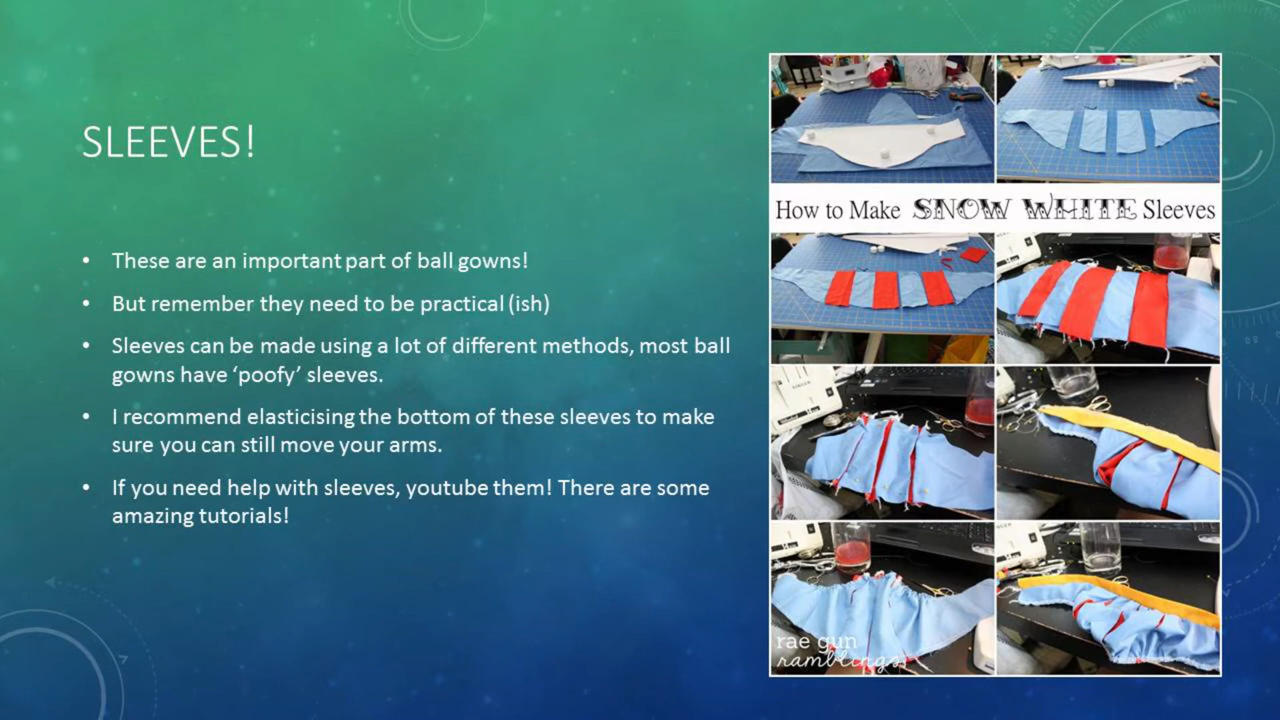 SLEEVES!
• These are an important part of ball gowns!
• But remember they need to be practical (ish)
• Sleeves can be made using a lot of different methods, most ball
gowns have ‘poofy’ sleeves.
• I recommend elasticising the bottom of these sleeves to make
sure you can still move your arms.
• If you need help with sleeves, youtube them! There are some
amazing tutorials!
How to Make SNOW WHITE Sleeves
rae gun
ramblings